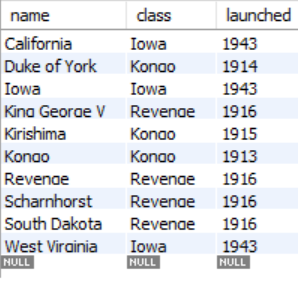 name class launched
California Iowa 1943
Duke of York Kongo 1914
Iowa Iowa 1943
King George V Revenge 1916
Kirishima Kongo 1915
Kongo Kongo 1913
Revenge Revenge 1916
Scharnhorst Revenge 1916
South Dakota Revenge 1916
West Virginia Iowa 1943
NULL NULL NULL